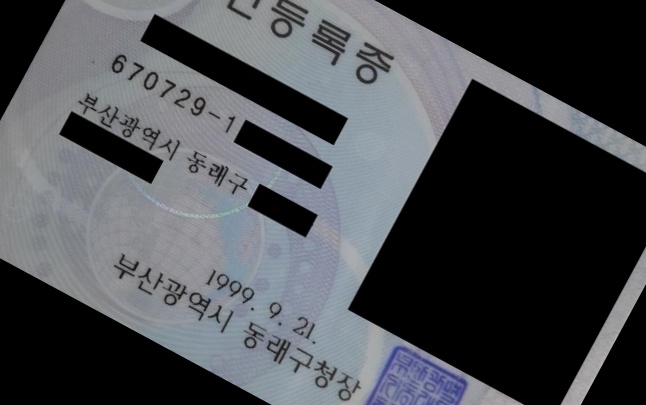 민등록증
670729-1
부산광역시 동래구
1999. 9. 21.
부산광역시 동래구청장